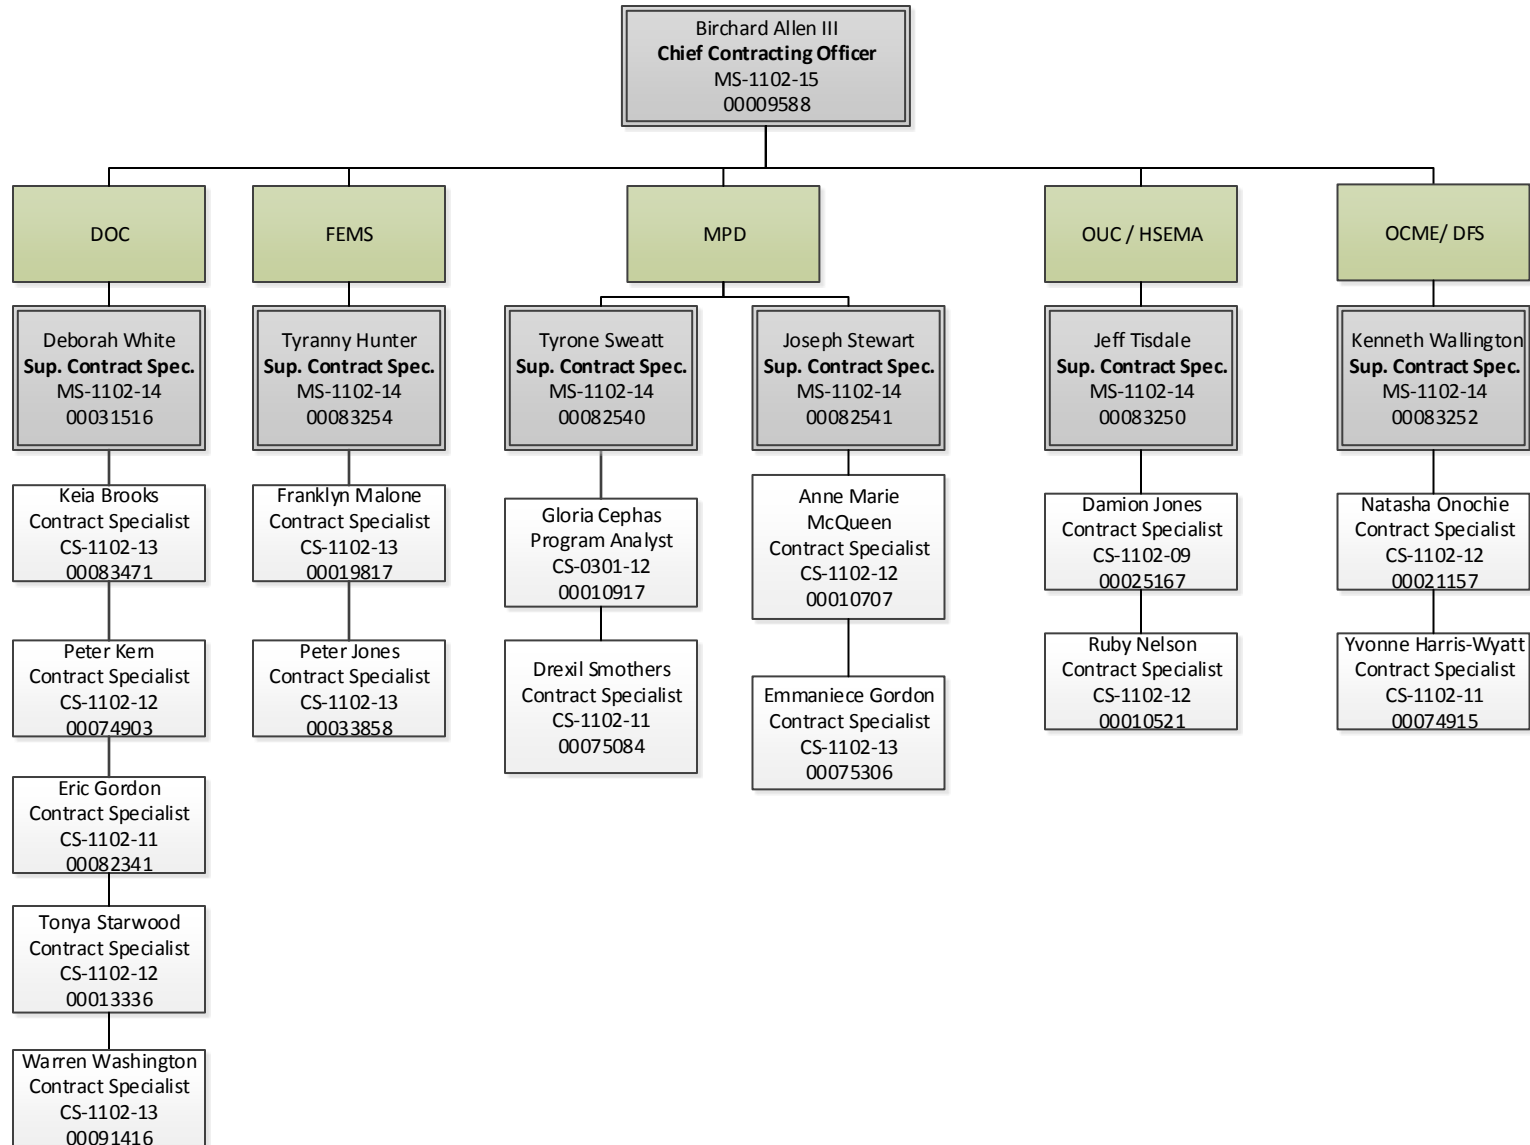 Birchard Allen III
Chief Contracting Officer
MS-1102-15
00009588
DOC
FEMS
MPD
OUC / HSEMA
OCME/ DFS
Deborah White
Sup. Contract Spec.
MS-1102-14
00031516
Tyranny Hunter
Sup. Contract Spec.
MS-1102-14
00083254
Tyrone Sweatt
Sup. Contract Spec.
MS-1102-14
00082540
Joseph Stewart
Sup. Contract Spec.
MS-1102-14
00082541
Jeff Tisdale
Sup. Contract Spec.
MS-1102-14
00083250
Kenneth Wallington
Sup. Contract Spec.
MS-1102-14
00083252
Keia Brooks
Contract Specialist
CS-1102-13
00083471
Franklyn Malone
Contract Specialist
CS-1102-13
00019817
Gloria Cephas
Program Analyst
CS-0301-12
00010917
Anne Marie
McQueen
Contract Specialist
CS-1102-12
00010707
Damion Jones
Contract Specialist
CS-1102-09
00025167
Natasha Onochie
Contract Specialist
CS-1102-12
00021157
Peter Kern
Contract Specialist
CS-1102-12
00074903
Peter Jones
Contract Specialist
CS-1102-13
00033858
Drexil Smothers
Contract Specialist
CS-1102-11
00075084
Emmaniece Gordon
Contract Specialist
CS-1102-13
00075306
Ruby Nelson
Contract Specialist
CS-1102-12
00010521
Yvonne Harris-Wyatt
Contract Specialist
CS-1102-11
00074915
Eric Gordon
Contract Specialist
CS-1102-11
00082341
Tonya Starwood
Contract Specialist
CS-1102-12
00013336
Warren Washington
Contract Specialist
CS-1102-13
00091416